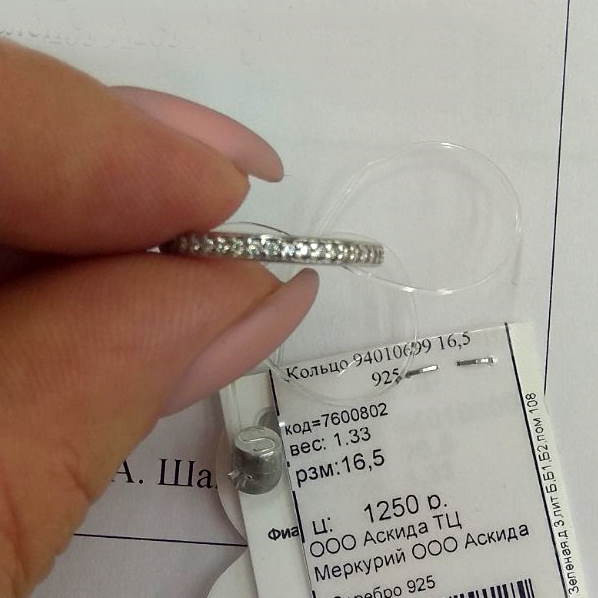 Кольцо 94010699 16,5
925
код=7600802
вес: 1.33
рзм:16,5
Ц: 1250 р.
ООО Аскида ТЦ
Меркурий ООО Аскида
Серебро 925
Фиа
А. Ша
Зеленая,д 3,лит Б,Б1,Б2,пом 108